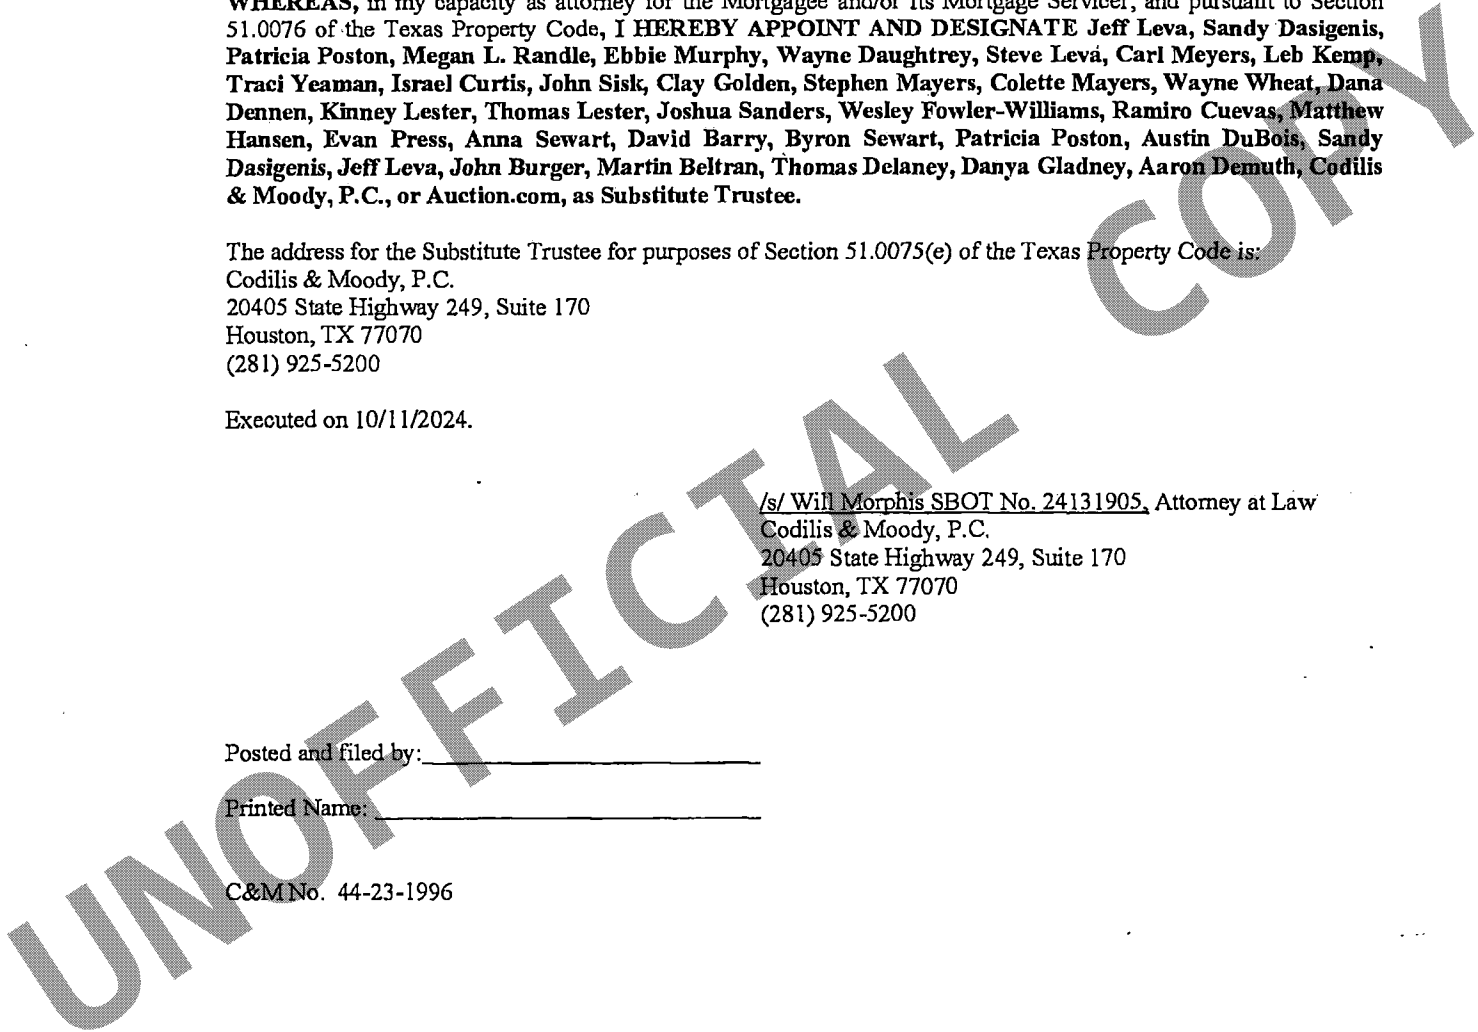 WHEREAS, in my capacity as attorney for the Mortgagee and/or Its Mortgage Servicer, and pursuant to Section
51.0076 of the Texas Property Code, I HEREBY APPOINT AND DESIGNATE Jeff Leva, Sandy Dasigenis,
Patricia Poston, Megan L. Randle, Ebbie Murphy, Wayne Daughtrey, Steve Leva, Carl Meyers, Leb Kemp,
Traci Yeaman, Israel Curtis, John Sisk, Clay Golden, Stephen Mayers, Colette Mayers, Wayne Wheat, Dana
Dennen, Kinney Lester, Thomas Lester, Joshua Sanders, Wesley Fowler-Williams, Ramiro Cuevas, Matthew
Hansen, Evan Press, Anna Sewart, David Barry, Byron Sewart, Patricia Poston, Austin DuBois, Sandy
Dasigenis, Jeff Leva, John Burger, Martin Beltran, Thomas Delaney, Danya Gladney, Aaron Demuth, Codilis
& Moody, P.C., or Auction.com, as Substitute Trustee.
The address for the Substitute Trustee for purposes of Section 51.0075(e) of the Texas Property Code is:
Codilis & Moody, P.C.
20405 State Highway 249, Suite 170
Houston, TX 77070
(281) 925-5200
Executed on 10/11/2024.
/s/ Will Morphis SBOT No. 24131905, Attorney at Law
Codilis & Moody, P.C.
20405 State Highway 249, Suite 170
Houston, TX 77070
(281) 925-5200
Posted and filed by:
Printed Name:
C&M No. 44-23-1996
UNOFFICIAL COPY